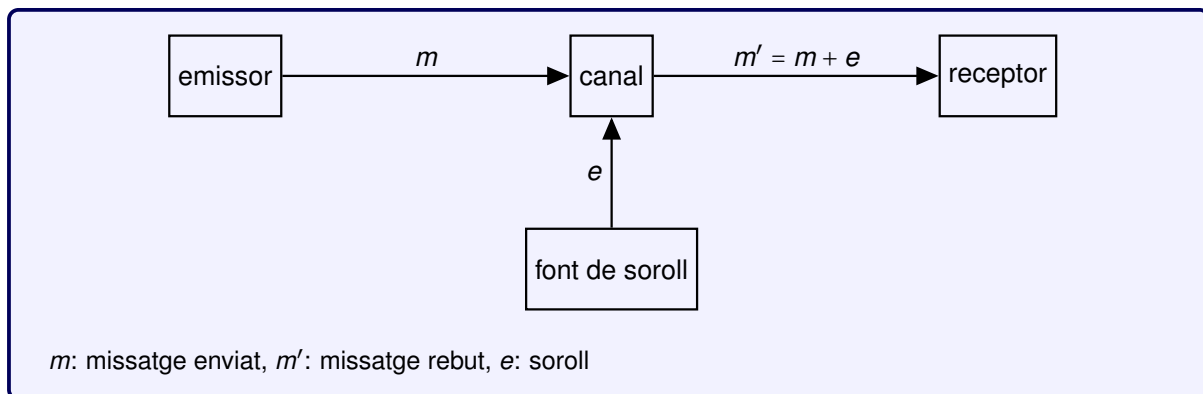 emissor
m
canal
m′ = m + e
receptor
e
font de soroll
m: missatge enviat, m′: missatge rebut, e: soroll